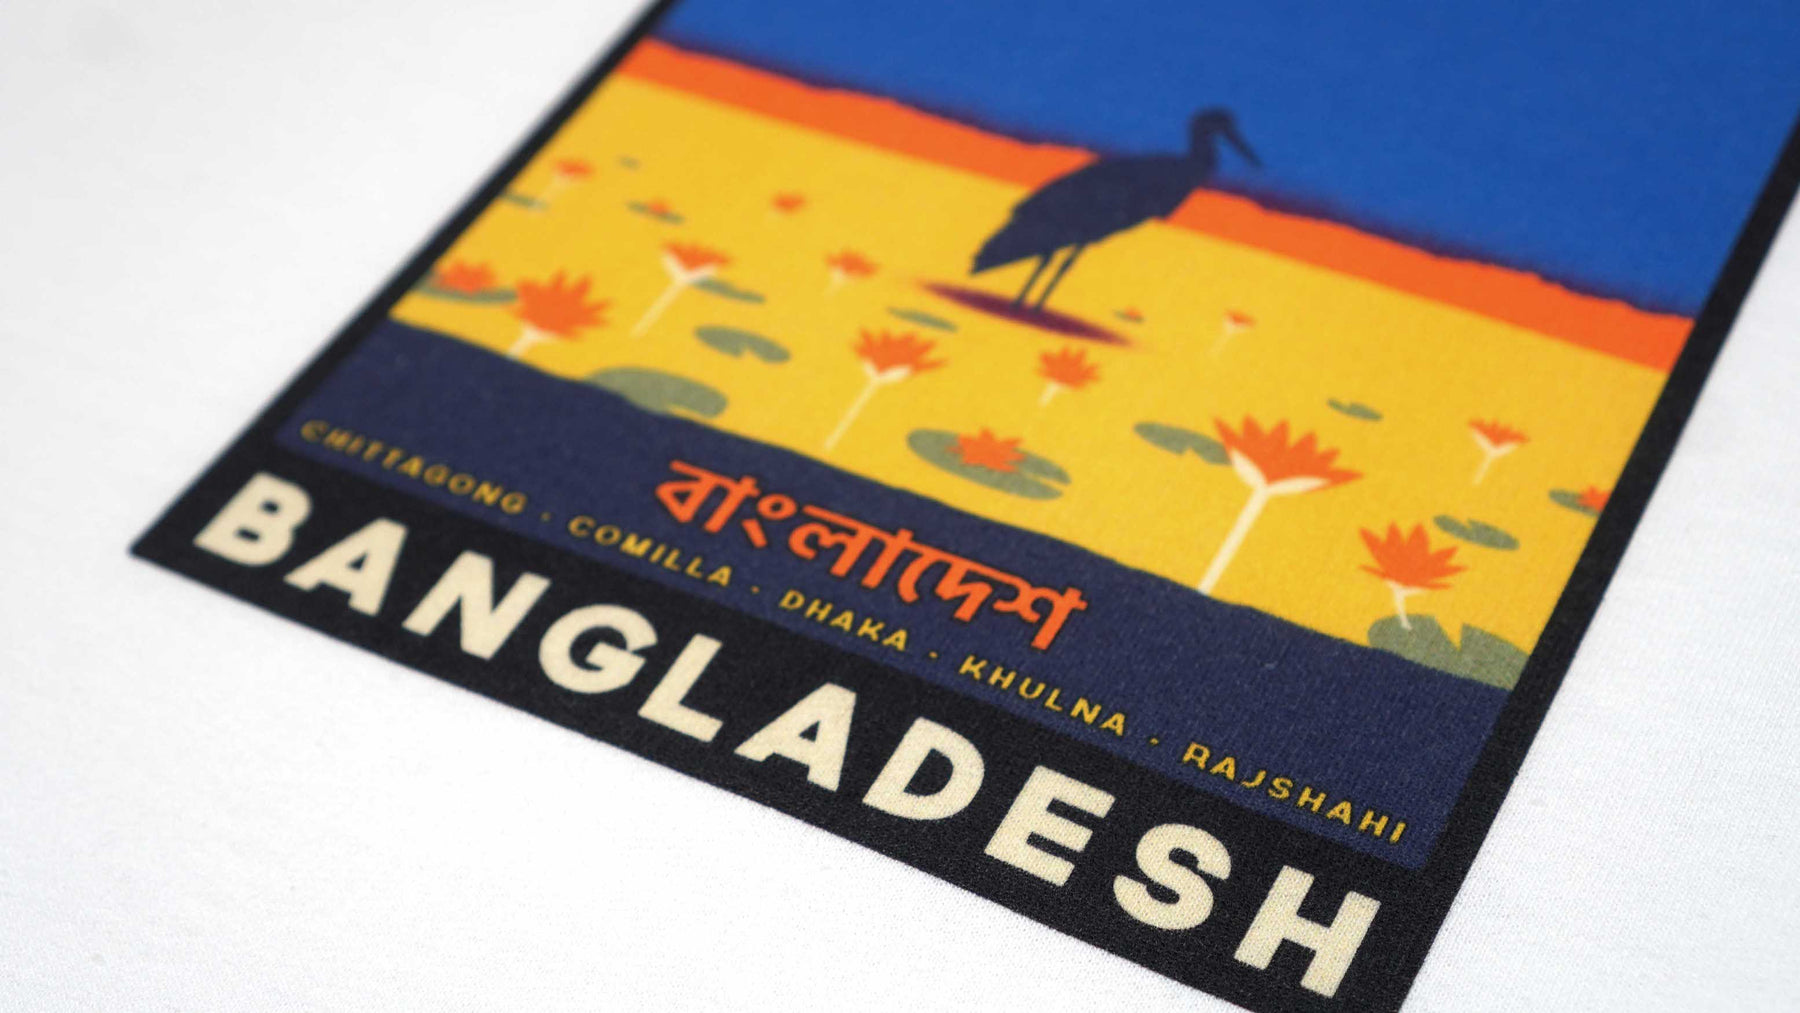 বাংলাদেশ
CHITTAGONG · COMILLA · DHAKA · KHULNA · RAJSHAHI
BANGLADESH